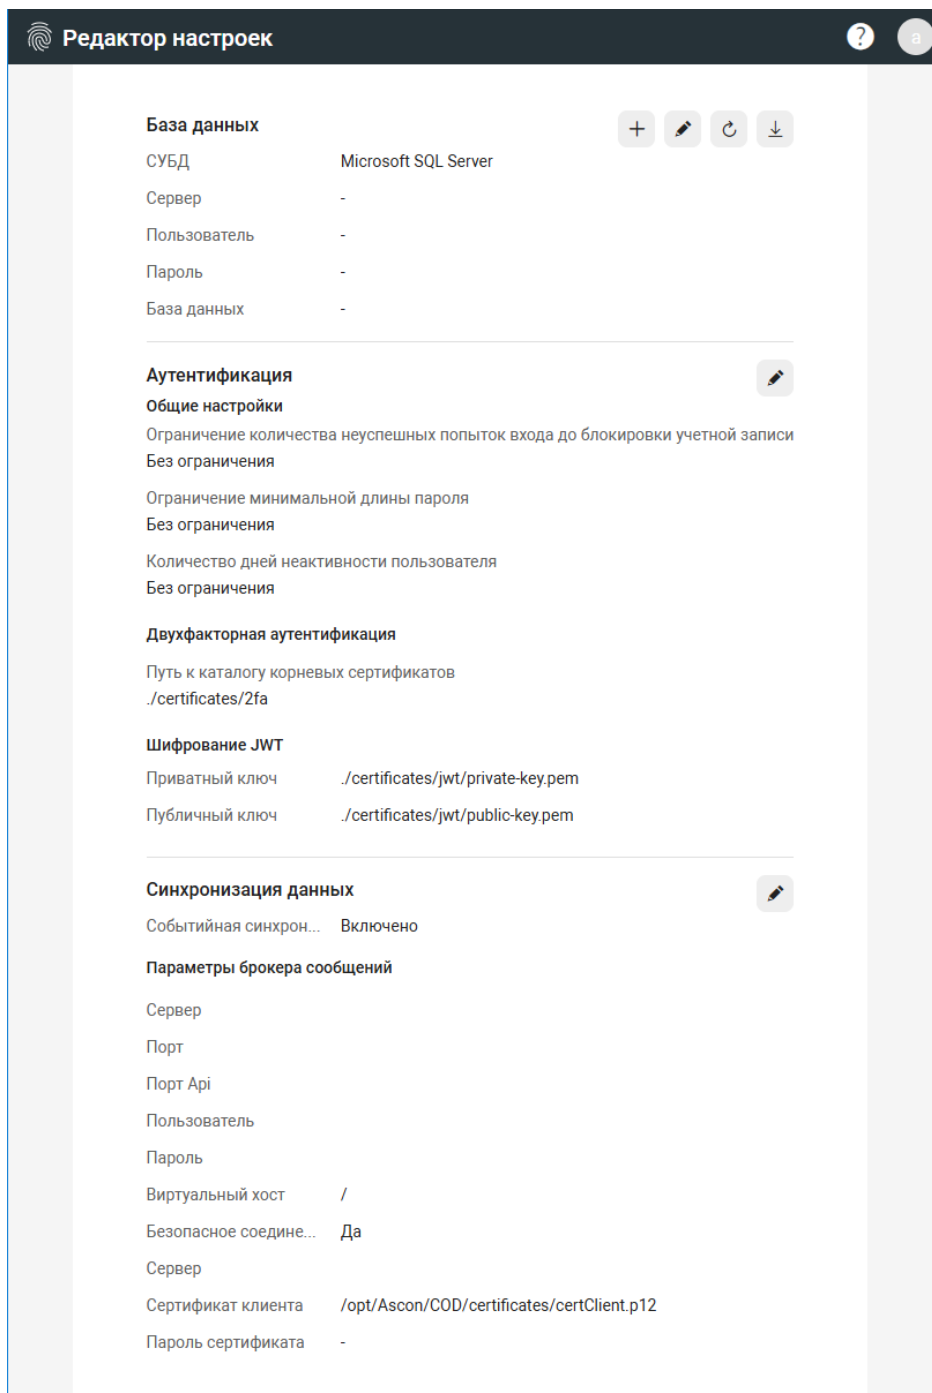 Редактор настроек
?
a
База данных
СУБД Microsoft SQL Server
Сервер -
Пользователь -
Пароль -
База данных -
Аутентификация
Общие настройки
Ограничение количества неуспешных попыток входа до блокировки учетной записи
Без ограничения
Ограничение минимальной длины пароля
Без ограничения
Количество дней неактивности пользователя
Без ограничения
Двухфакторная аутентификация
Путь к каталогу корневых сертификатов
./certificates/2fa
Шифрование JWT
Приватный ключ ./certificates/jwt/private-key.pem
Публичный ключ ./certificates/jwt/public-key.pem
Синхронизация данных
Событийная синхрон... Включено
Параметры брокера сообщений
Сервер
Порт
Порт Api
Пользователь
Пароль
Виртуальный хост /
Безопасное соедине... Да
Сервер
Сертификат клиента /opt/Ascon/COD/certificates/certClient.p12
Пароль сертификата -